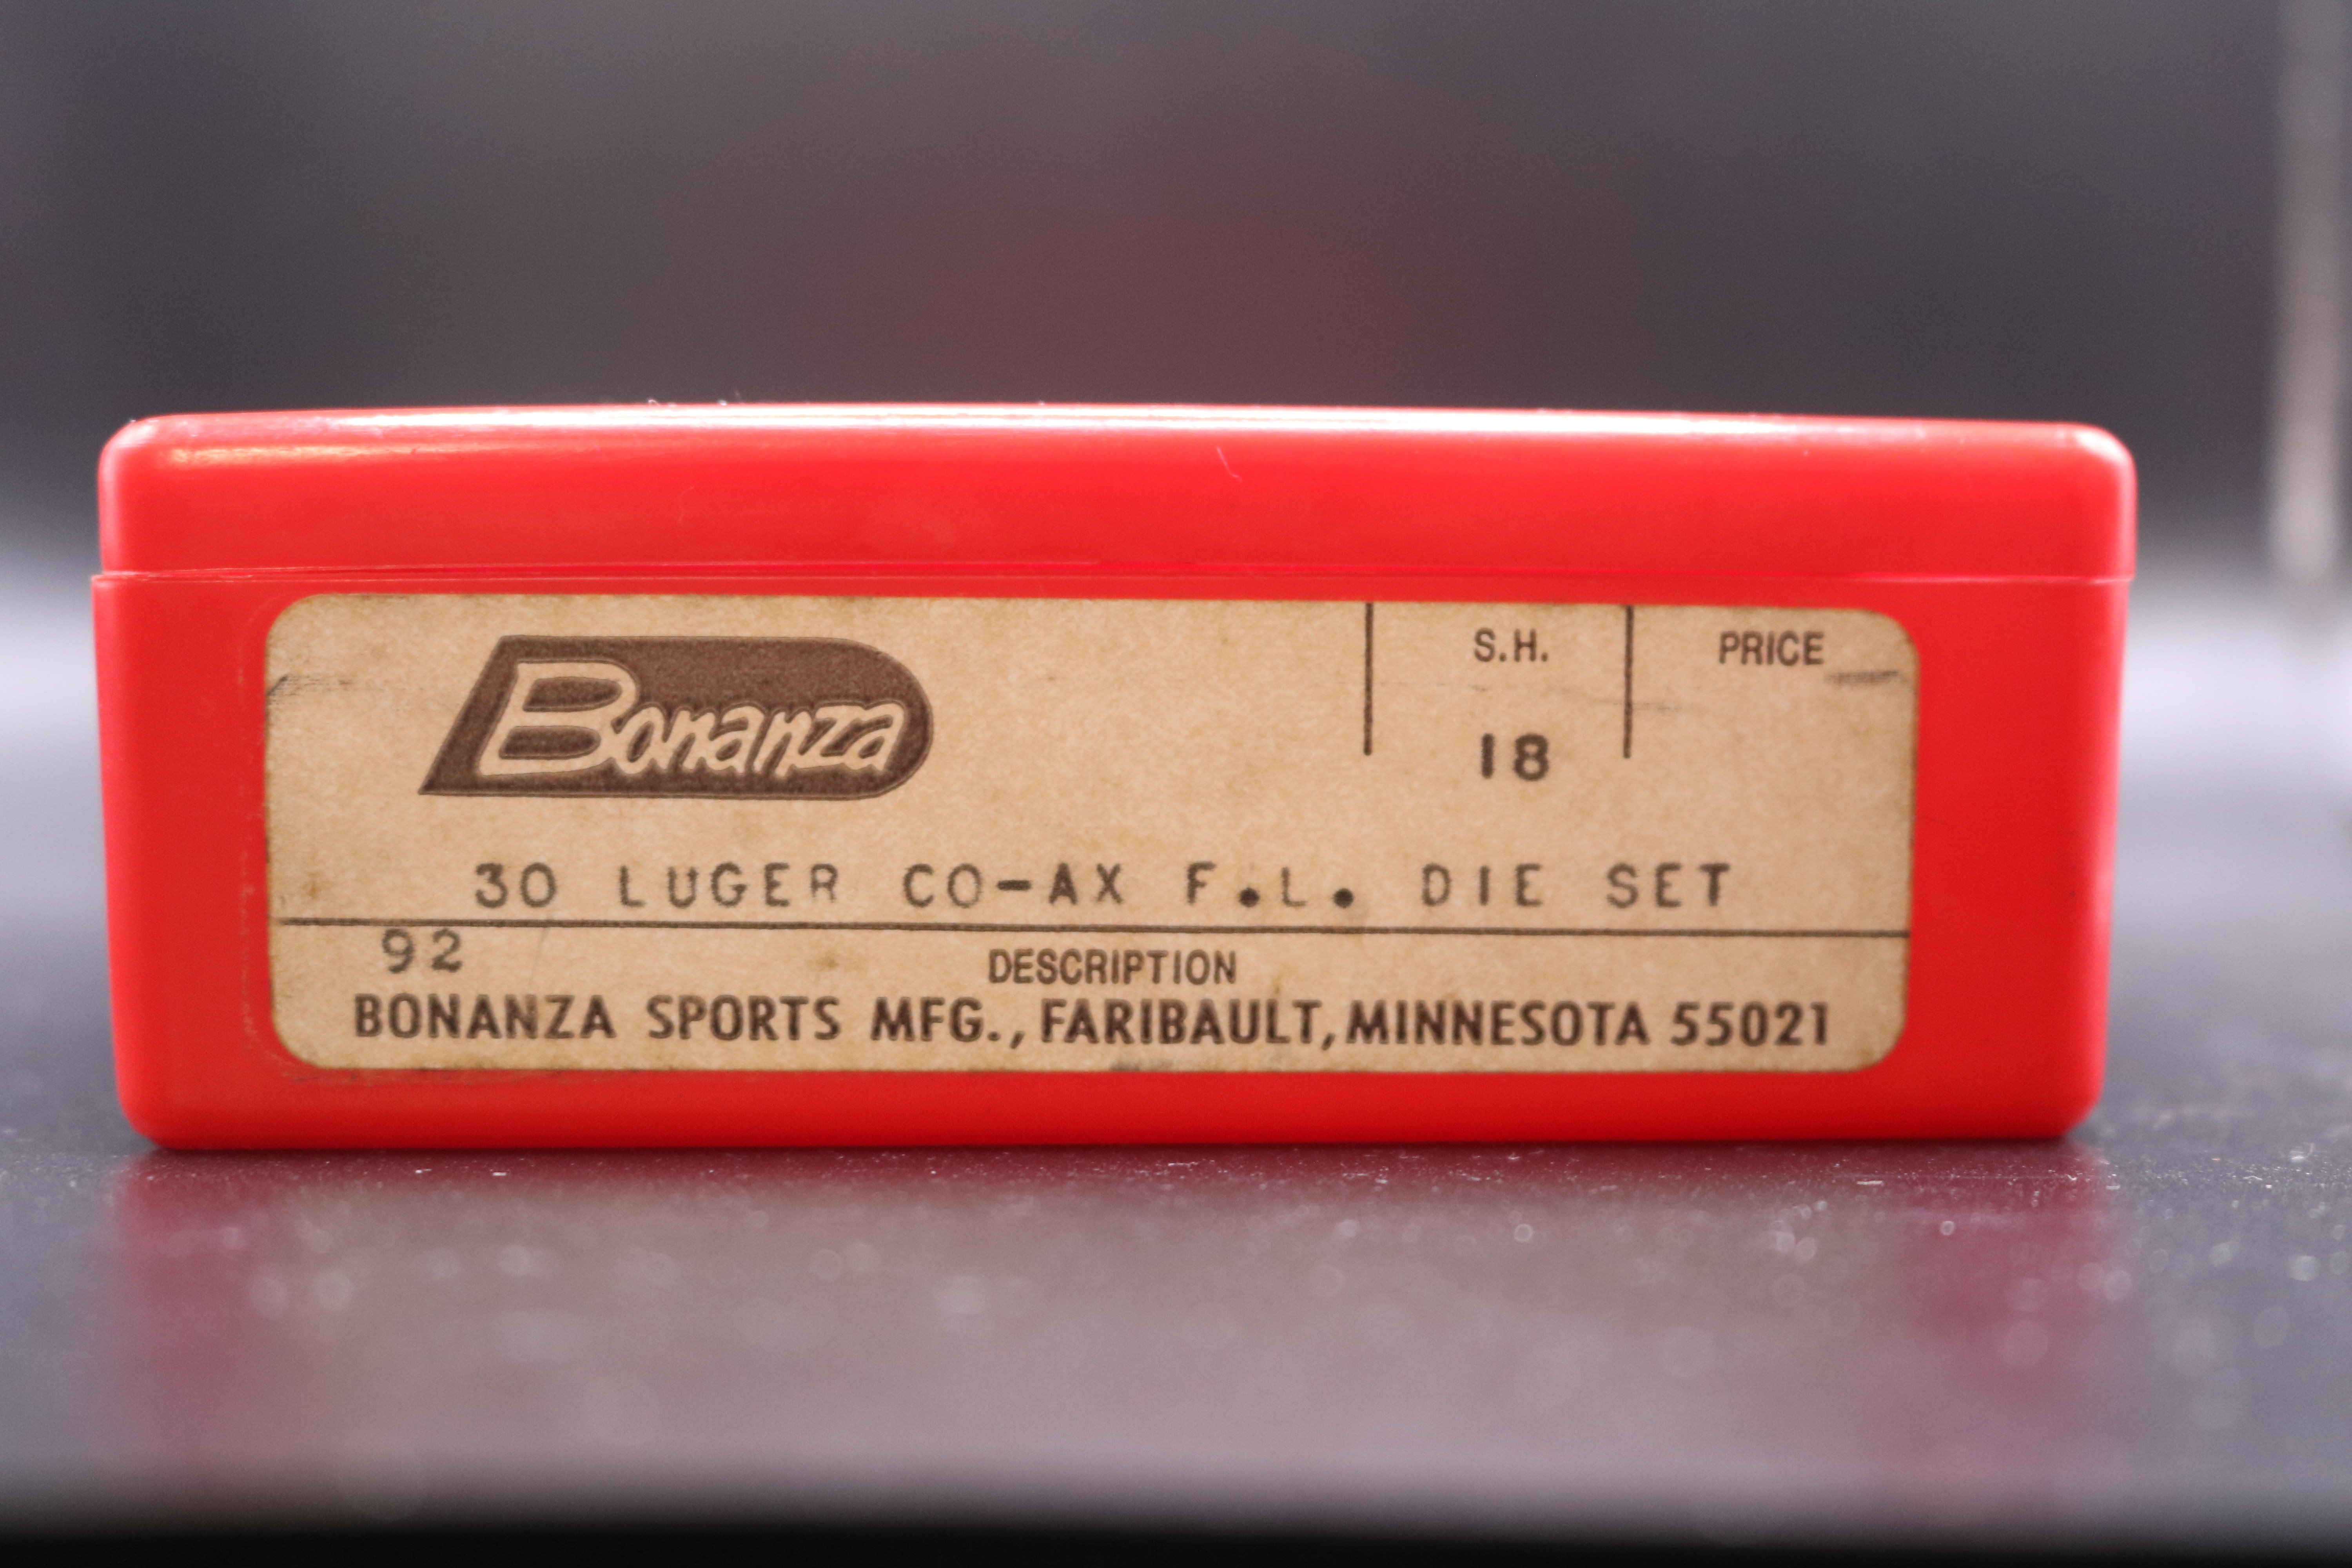 Bonanza
S.H.
PRICE
18
30 LUGER CO-AX F.L. DIE SET
92
DESCRIPTION
BONANZA SPORTS MFG., FARIBAULT, MINNESOTA 55021